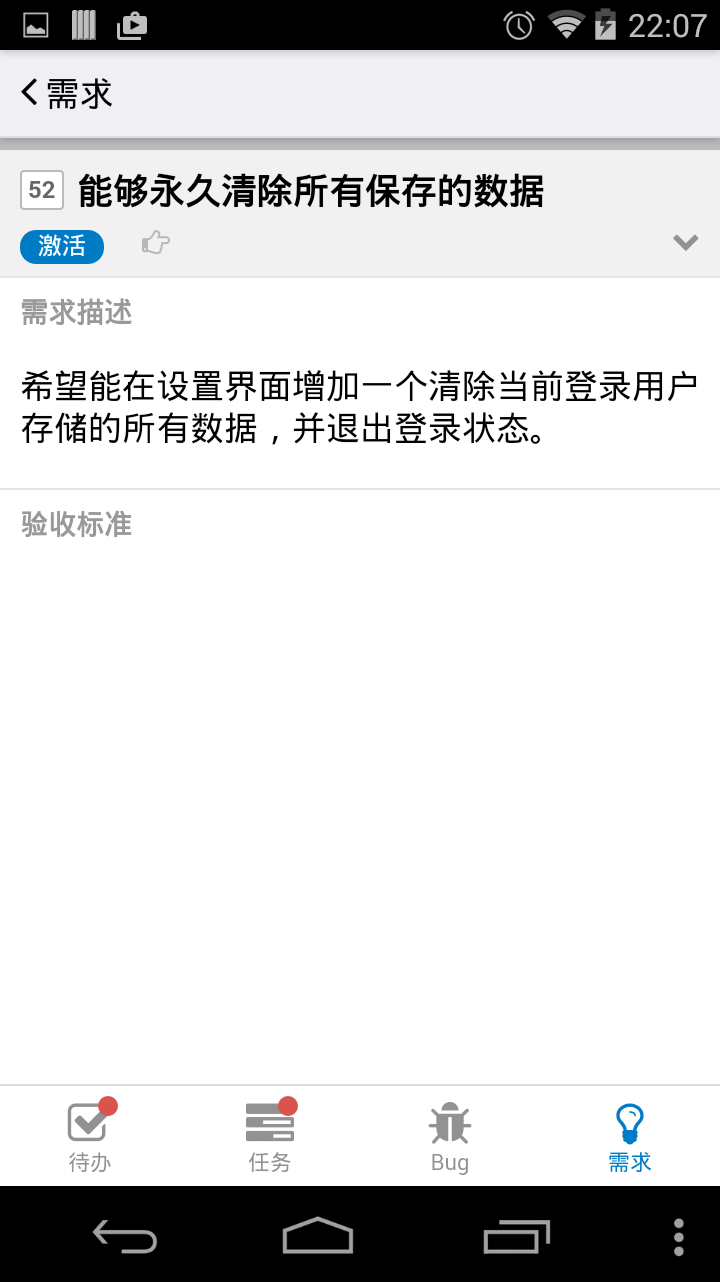 22:07
需求
52 能够永久清除所有保存的数据
激活
需求描述
希望能在设置界面增加一个清除当前登录用户
存储的所有数据，并退出登录状态。
验收标准
待办 任务 Bug 需求